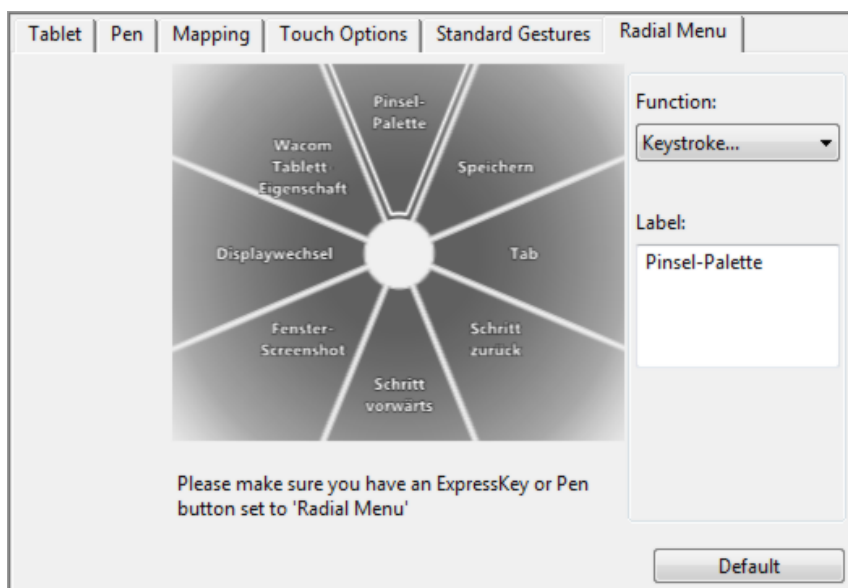 Tablet Pen Mapping Touch Options Standard Gestures Radial Menu
Pinsel-
Palette
Speichern
Tab
Schritt
zurück
Schritt
vorwärts
Fenster-
Screenshot
Displaywechsel
Wacom
Tablett-
Eigenschaft
Function:
Keystroke...
Label:
Pinsel-Palette
Please make sure you have an ExpressKey or Pen
button set to 'Radial Menu'
Default